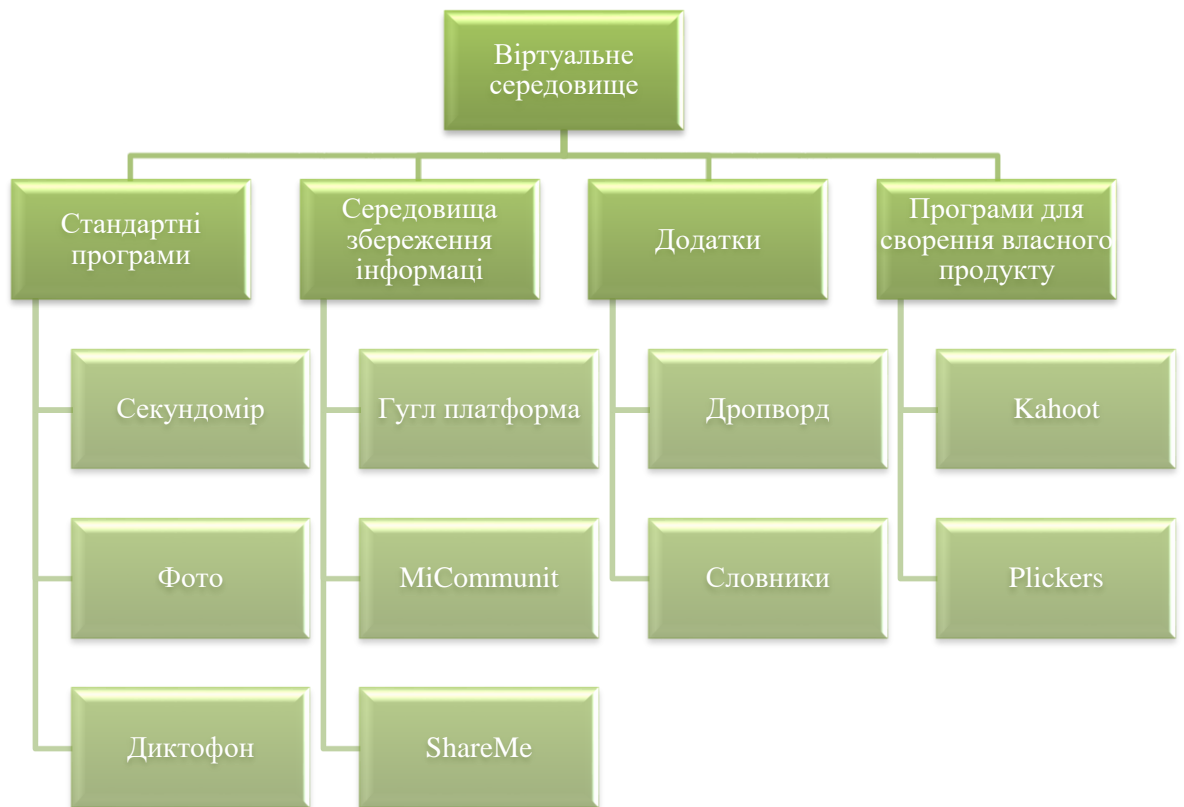 Віртуальне
середовище
Стандартні
програми
Середовища
збереження
інформаці
Додатки
Програми для
сворення власного
продукту
Секундомір
Гугл платформа
Дропворд
Kahoot
Фото
MiCommunit
Словники
Plickers
Диктофон
ShareMe